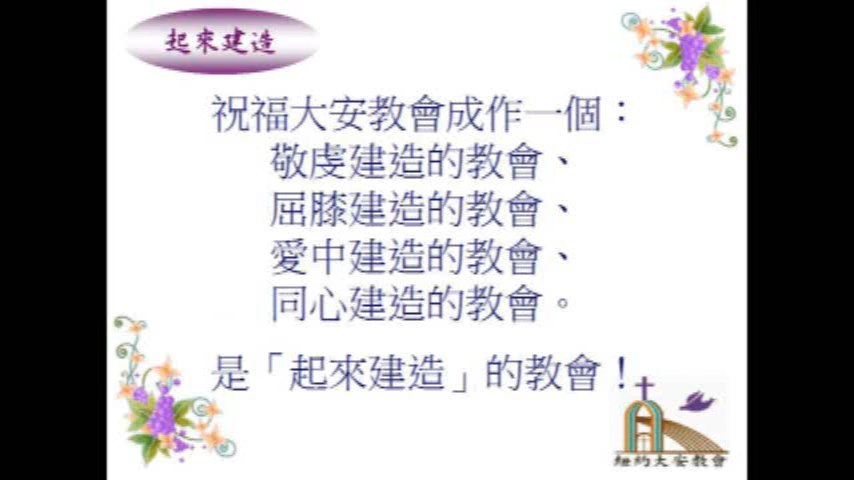 起來建造
祝福大安教會成作一個：
敬虔建造的教會、
屈膝建造的教會、
愛中建造的教會、
同心建造的教會。
是「起來建造」的教會！
紐約大安教會